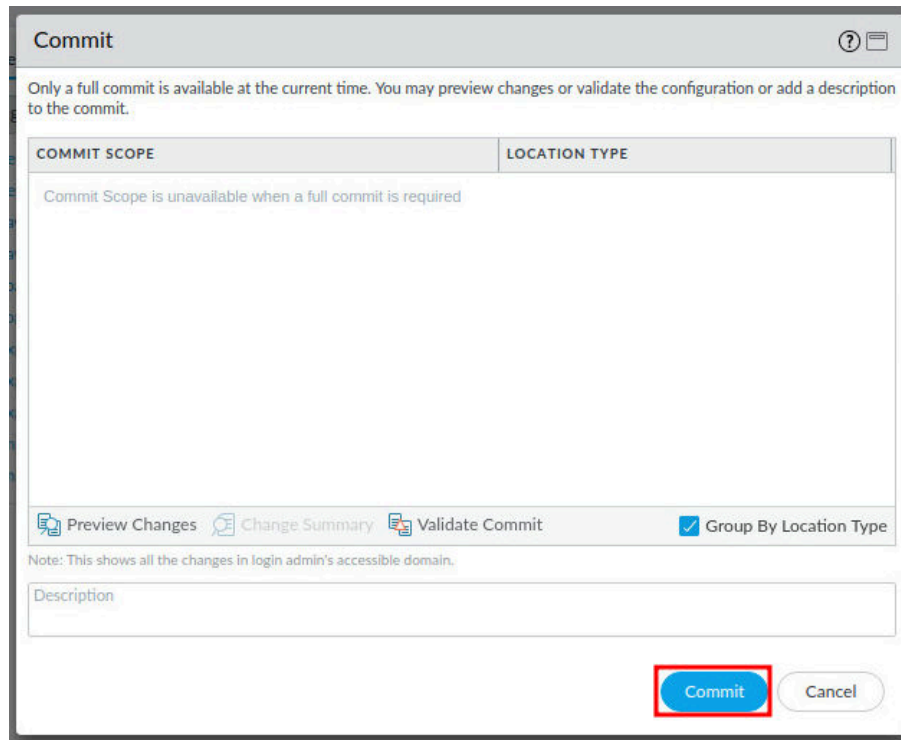 Commit
Only a full commit is available at the current time. You may preview changes or validate the configuration or add a description
to the commit.
COMMIT SCOPE LOCATION TYPE
Commit Scope is unavailable when a full commit is required
Preview Changes Change Summary Validate Commit Group By Location Type
Note: This shows all the changes in login admin's accessible domain.
Description
Commit Cancel